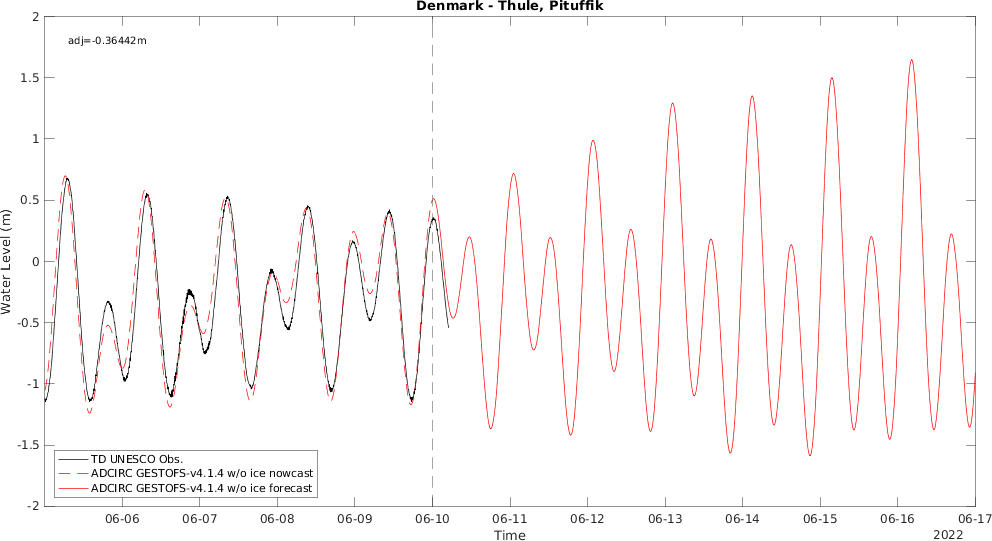 Denmark - Thule, Pituffik
adj=-0.36442m
Water Level (m)
2
1.5
1
0.5
0
-0.5
-1
-1.5
-2
TD UNESCO Obs.
ADCIRC GESTOFS-v4.1.4 w/o ice nowcast
ADCIRC GESTOFS-v4.1.4 w/o ice forecast
06-06 06-07 06-08 06-09 06-10 06-11 06-12 06-13 06-14 06-15 06-16 06-17
Time
2022